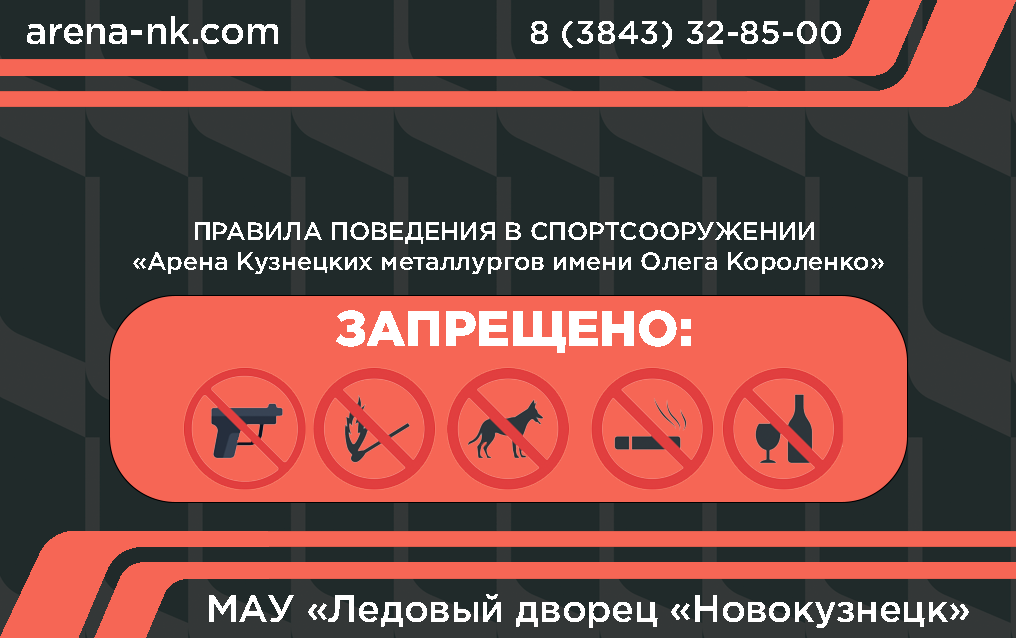 arena-nk.com
8 (3843) 32-85-00
ПРАВИЛА ПОВЕДЕНИЯ В СПОРТСООРУЖЕНИИ
«Арена Кузнецких металлургов имени Олега Короленко»
ЗАПРЕЩЕНО:
МАУ «Ледовый дворец «Новокузнецк»